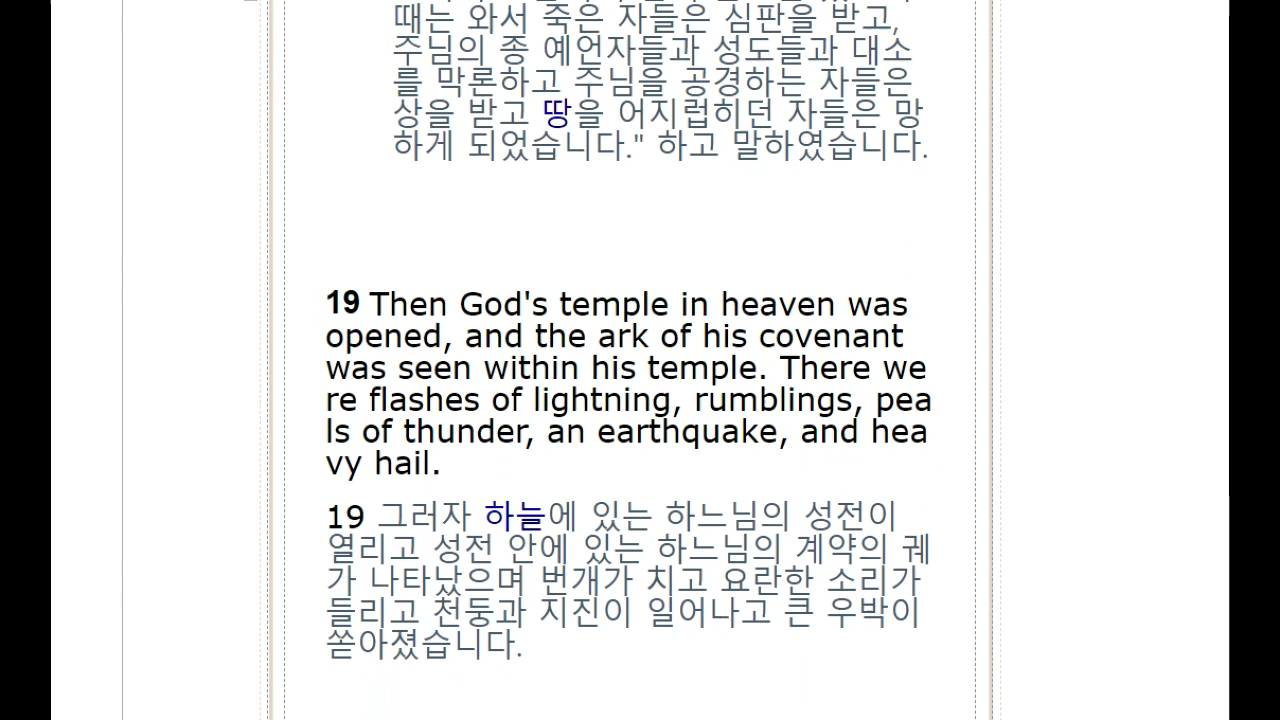 때는 와서 죽은 자들은 심판을 받고,
주님의 종 예언자들과 성도들과 대소
를 막론하고 주님을 공경하는 자들은
상을 받고 땅을 어지럽히던 자들은 망
하게 되었습니다." 하고 말하였습니다.
19 Then God's temple in heaven was
opened, and the ark of his covenant
was seen within his temple. There we
re flashes of lightning, rumblings, pea
ls of thunder, an earthquake, and hea
vy hail.
19 그러자 하늘에 있는 하느님의 성전이
열리고 성전 안에 있는 하느님의 계약의 궤
가 나타났으며 번개가 치고 요란한 소리가
들리고 천둥과 지진이 일어나고 큰 우박이
쏟아졌습니다.